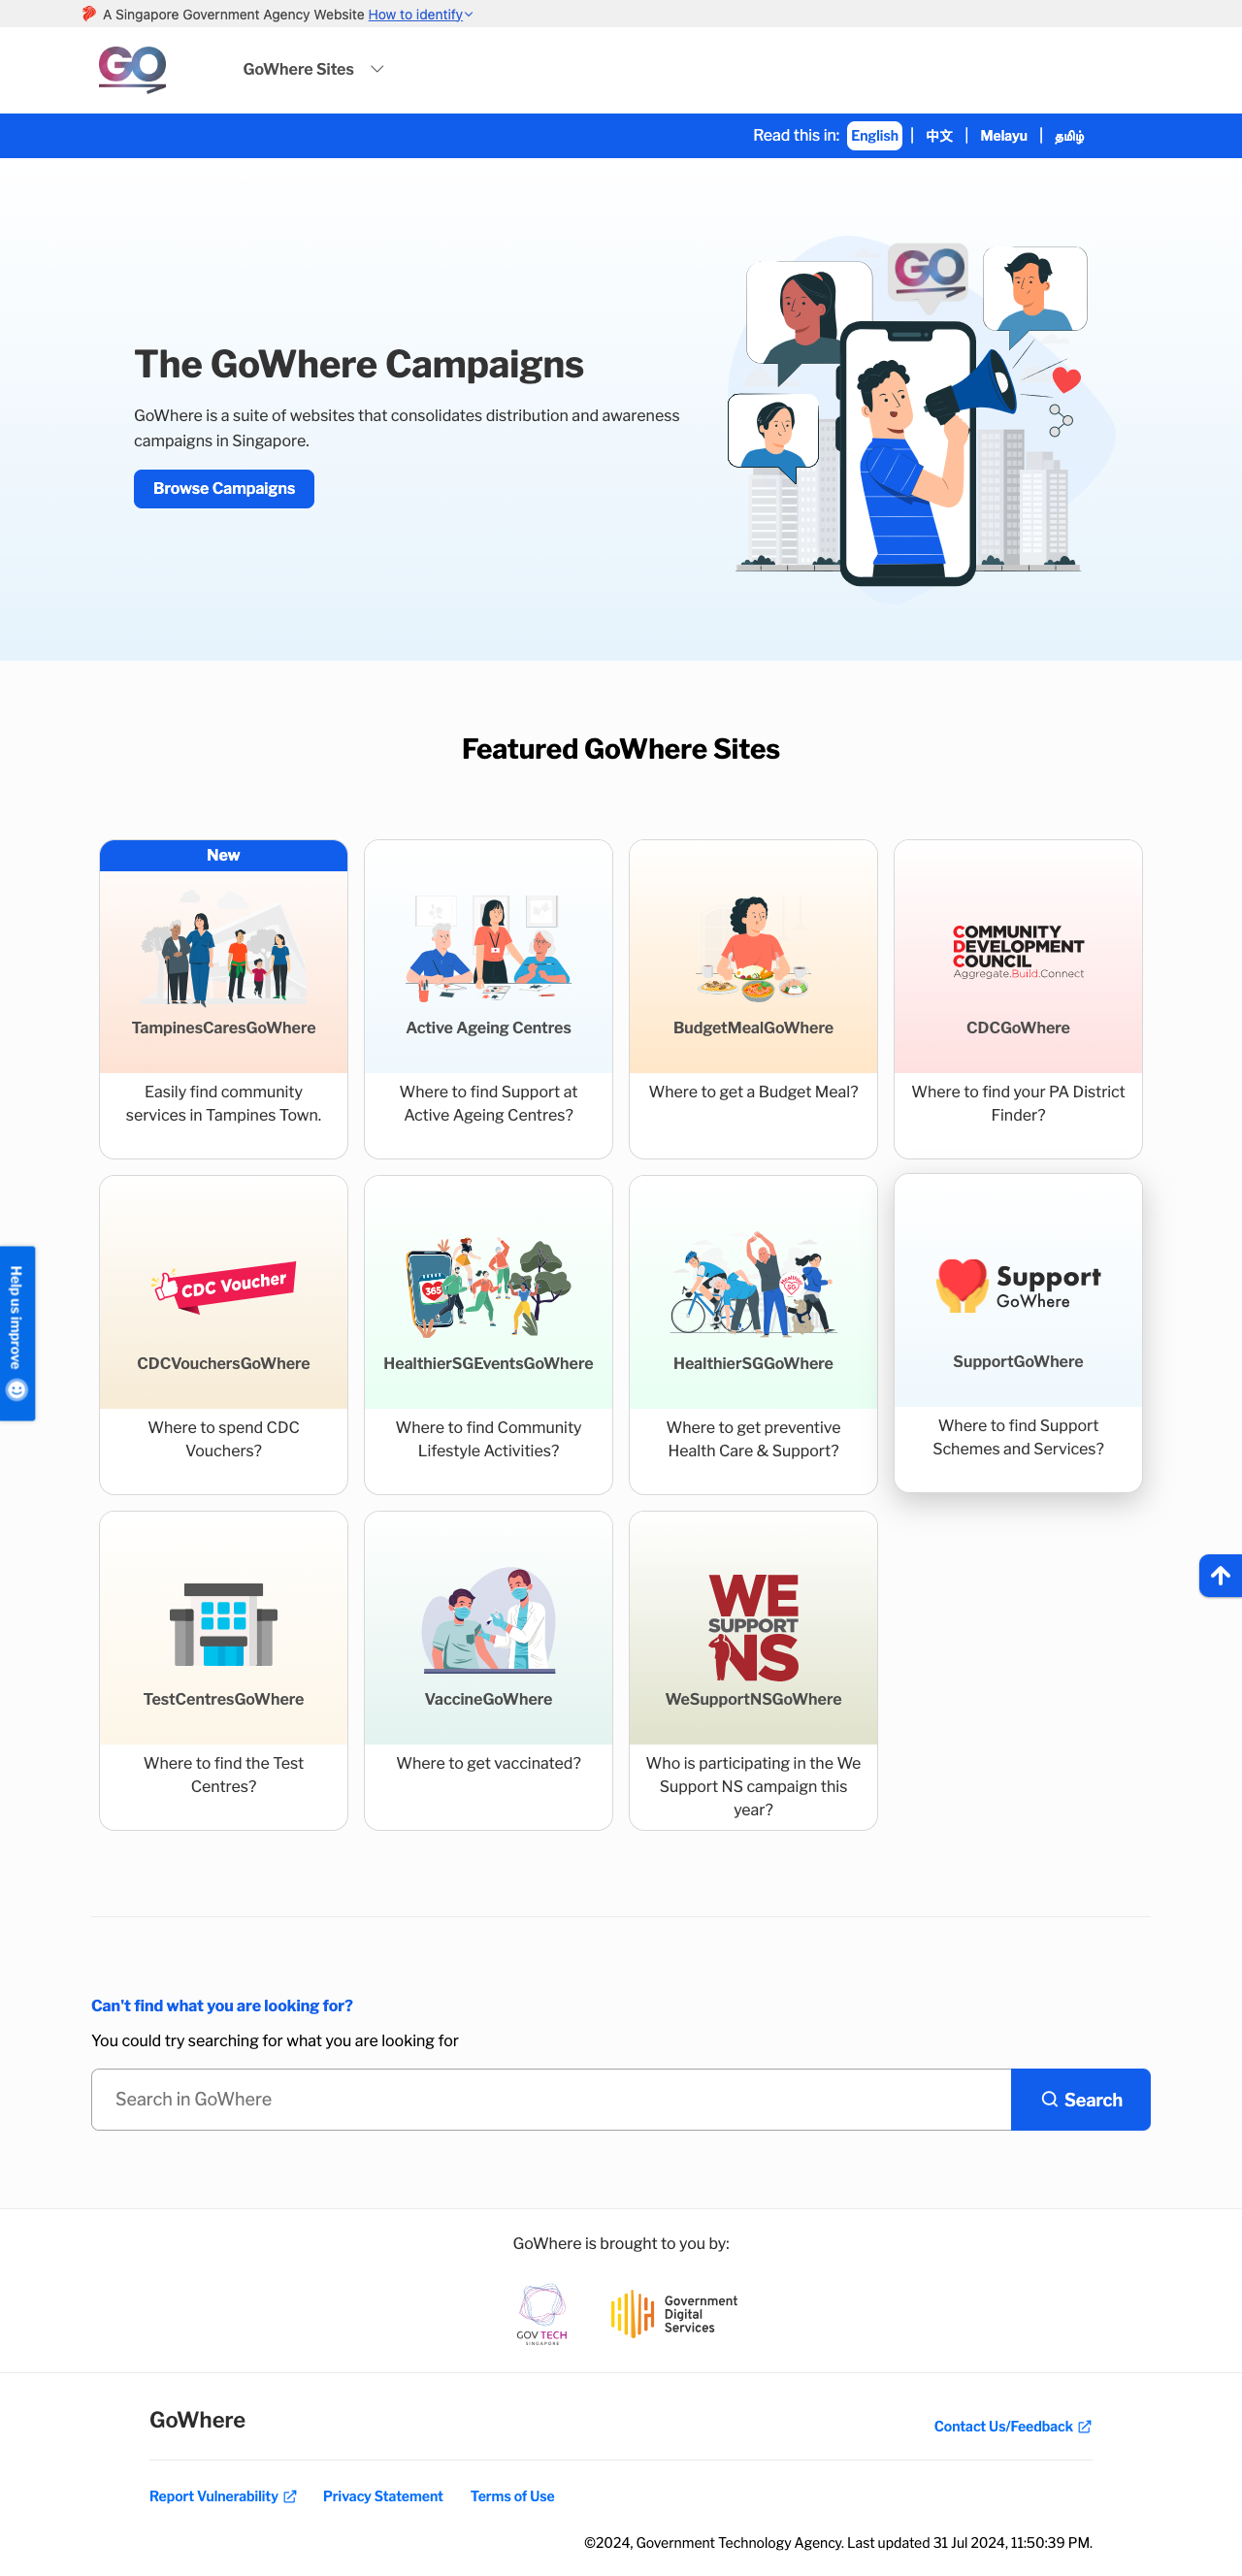 A Singapore Government Agency Website How to identify
GO
GoWhere Sites
Read this in: English | 中文 | Melayu | தமிழ்
GO
The GoWhere Campaigns
GoWhere is a suite of websites that consolidates distribution and awareness
campaigns in Singapore.
Browse Campaigns
Featured GoWhere Sites
New
TampinesCaresGoWhere
Easily find community
services in Tampines Town.
Active Ageing Centres
Where to find Support at
Active Ageing Centres?
BudgetMealGoWhere
Where to get a Budget Meal?
COMMUNITY
DEVELOPMENT
COUNCIL
Aggregate.Build.Connect
CDCGoWhere
Where to find your PA District
Finder?
CDC Voucher
CDCVouchersGoWhere
Where to spend CDC
Vouchers?
365
HealthierSGEventsGoWhere
Where to find Community
Lifestyle Activities?
Healthier
SG
HealthierSGGoWhere
Where to get preventive
Health Care & Support?
Support
GoWhere
SupportGoWhere
Where to find Support
Schemes and Services?
TestCentresGoWhere
Where to find the Test
Centres?
VaccineGoWhere
Where to get vaccinated?
WE
SUPPORT
NS
WeSupportNSGoWhere
Who is participating in the We
Support NS campaign this
year?
Help us improve
Can't find what you are looking for?
You could try searching for what you are looking for
Search in GoWhere
Search
GoWhere is brought to you by:
GOVTECH
SINGAPORE
Government
Digital
Services
GoWhere
Contact Us/Feedback
Report Vulnerability
Privacy Statement
Terms of Use
©2024, Government Technology Agency. Last updated 31 Jul 2024, 11:50:39 PM.